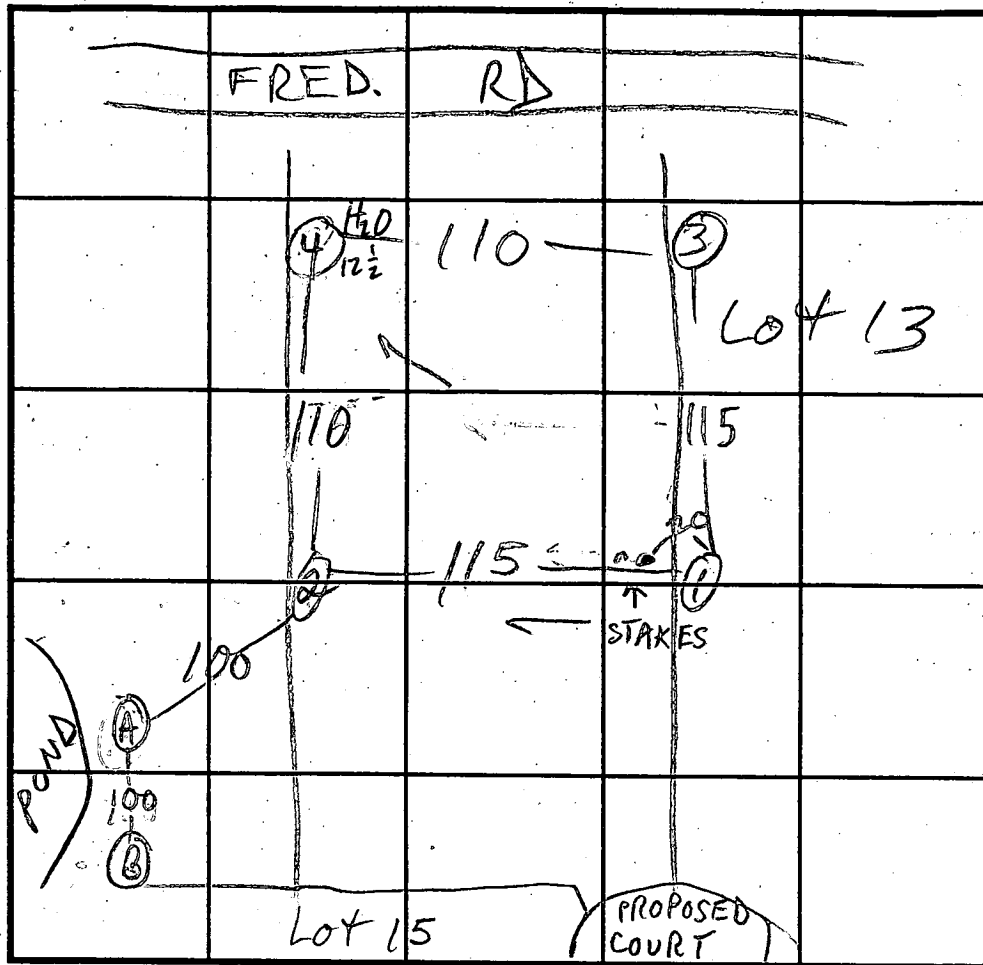 FRED. RD
4 H₂O 110 3
12½
Lot 13
110 115
20
20
2 115 1
STAKES
100
A
POND
100
B
Lot 15
PROPOSED
COURT